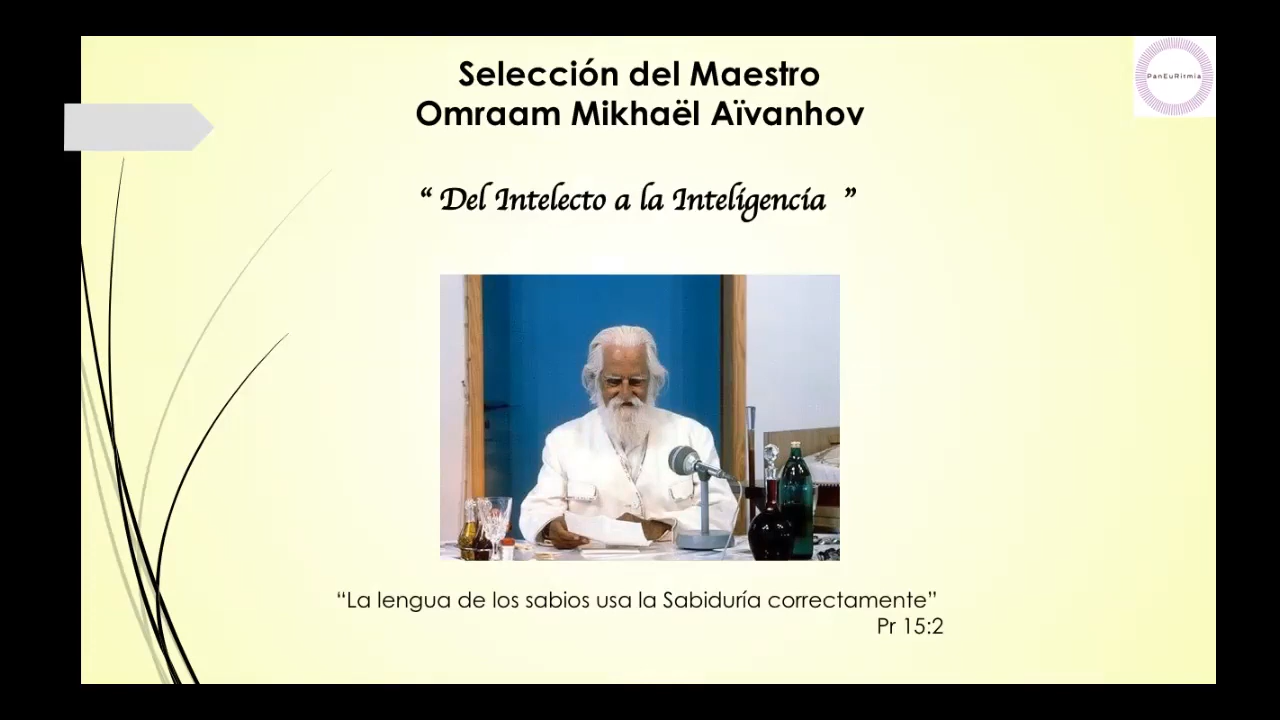 Selección del Maestro
Omraam Mikhaël Aïvanhov
PanEuRitmia
“ Del Intelecto a la Inteligencia ”
“La lengua de los sabios usa la Sabiduría correctamente”
Pr 15:2